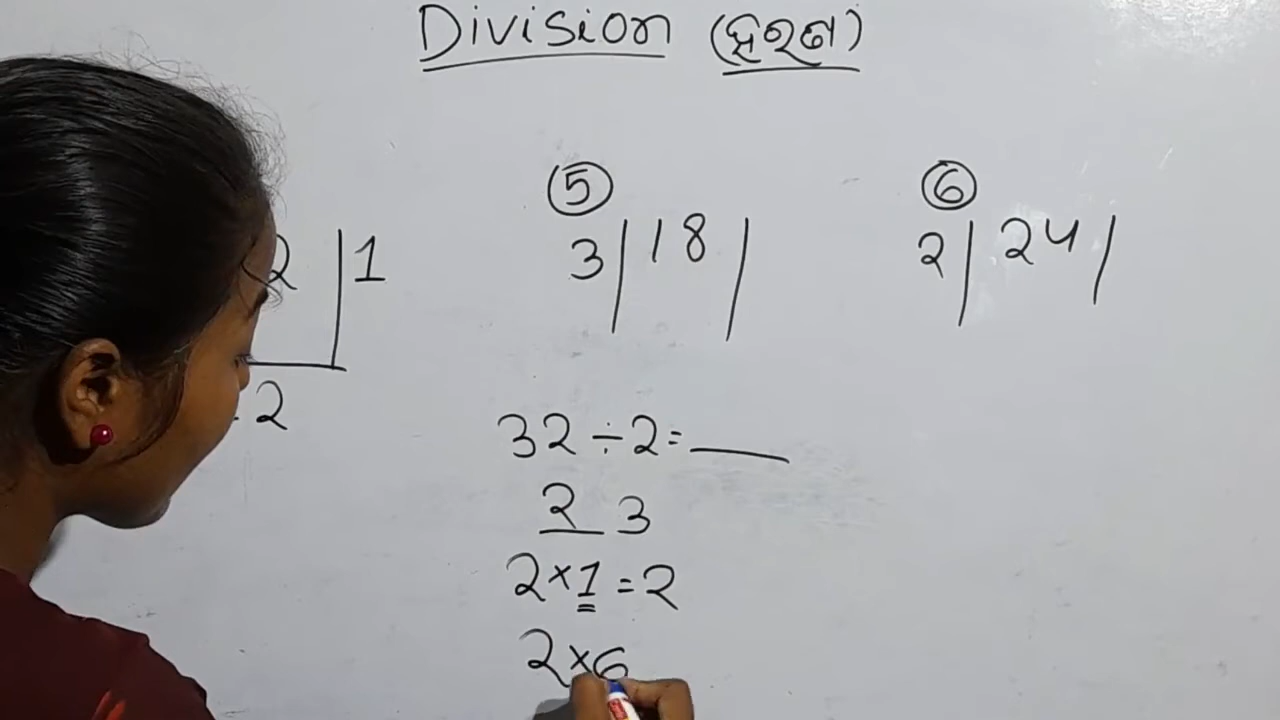 Division (ହରଣ)
5
6
2 | 1
3 | 18 |
2 | 24 |
2
32 ÷ 2 = ___
2 3
2 × 1 = 2
2 × 6